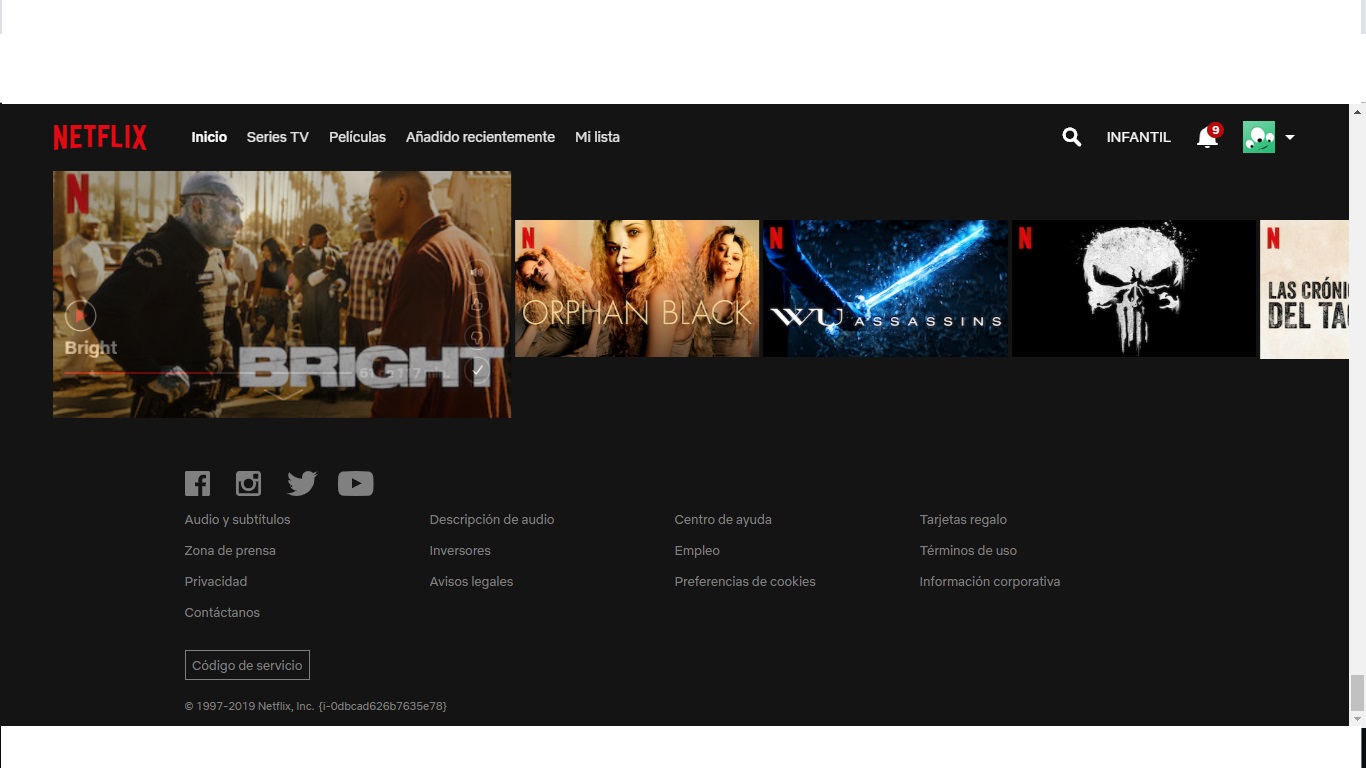 NETFLIX
Inicio Series TV Películas Añadido recientemente Mi lista
INFANTIL
9
N
Bright
BRIGHT
N
ORPHAN BLACK
N
WU ASSASSINS
N
N
LAS CRÓNI
DEL TA
Audio y subtítulos Descripción de audio Centro de ayuda Tarjetas regalo
Zona de prensa Inversores Empleo Términos de uso
Privacidad Avisos legales Preferencias de cookies Información corporativa
Contáctanos
Código de servicio
© 1997-2019 Netflix, Inc. {i-0dbcad626b7635e78}